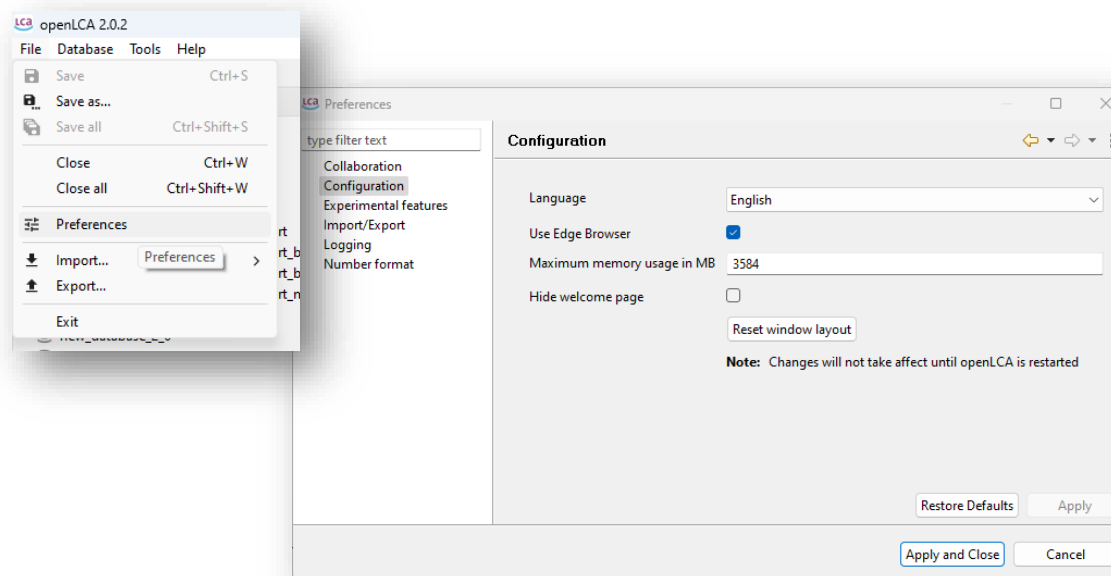 LCA openLCA 2.0.2
File Database Tools Help
Save Ctrl+S
Save as...
Save all Ctrl+Shift+S
Close Ctrl+W
Close all Ctrl+Shift+W
Preferences
Import...
Preferences
Export...
Exit
LCA Preferences
type filter text
Collaboration
Configuration
Experimental features
Import/Export
Logging
Number format
Configuration
Language English
Use Edge Browser
Maximum memory usage in MB 3584
Hide welcome page
Reset window layout
Note: Changes will not take affect until openLCA is restarted
Restore Defaults Apply
Apply and Close Cancel